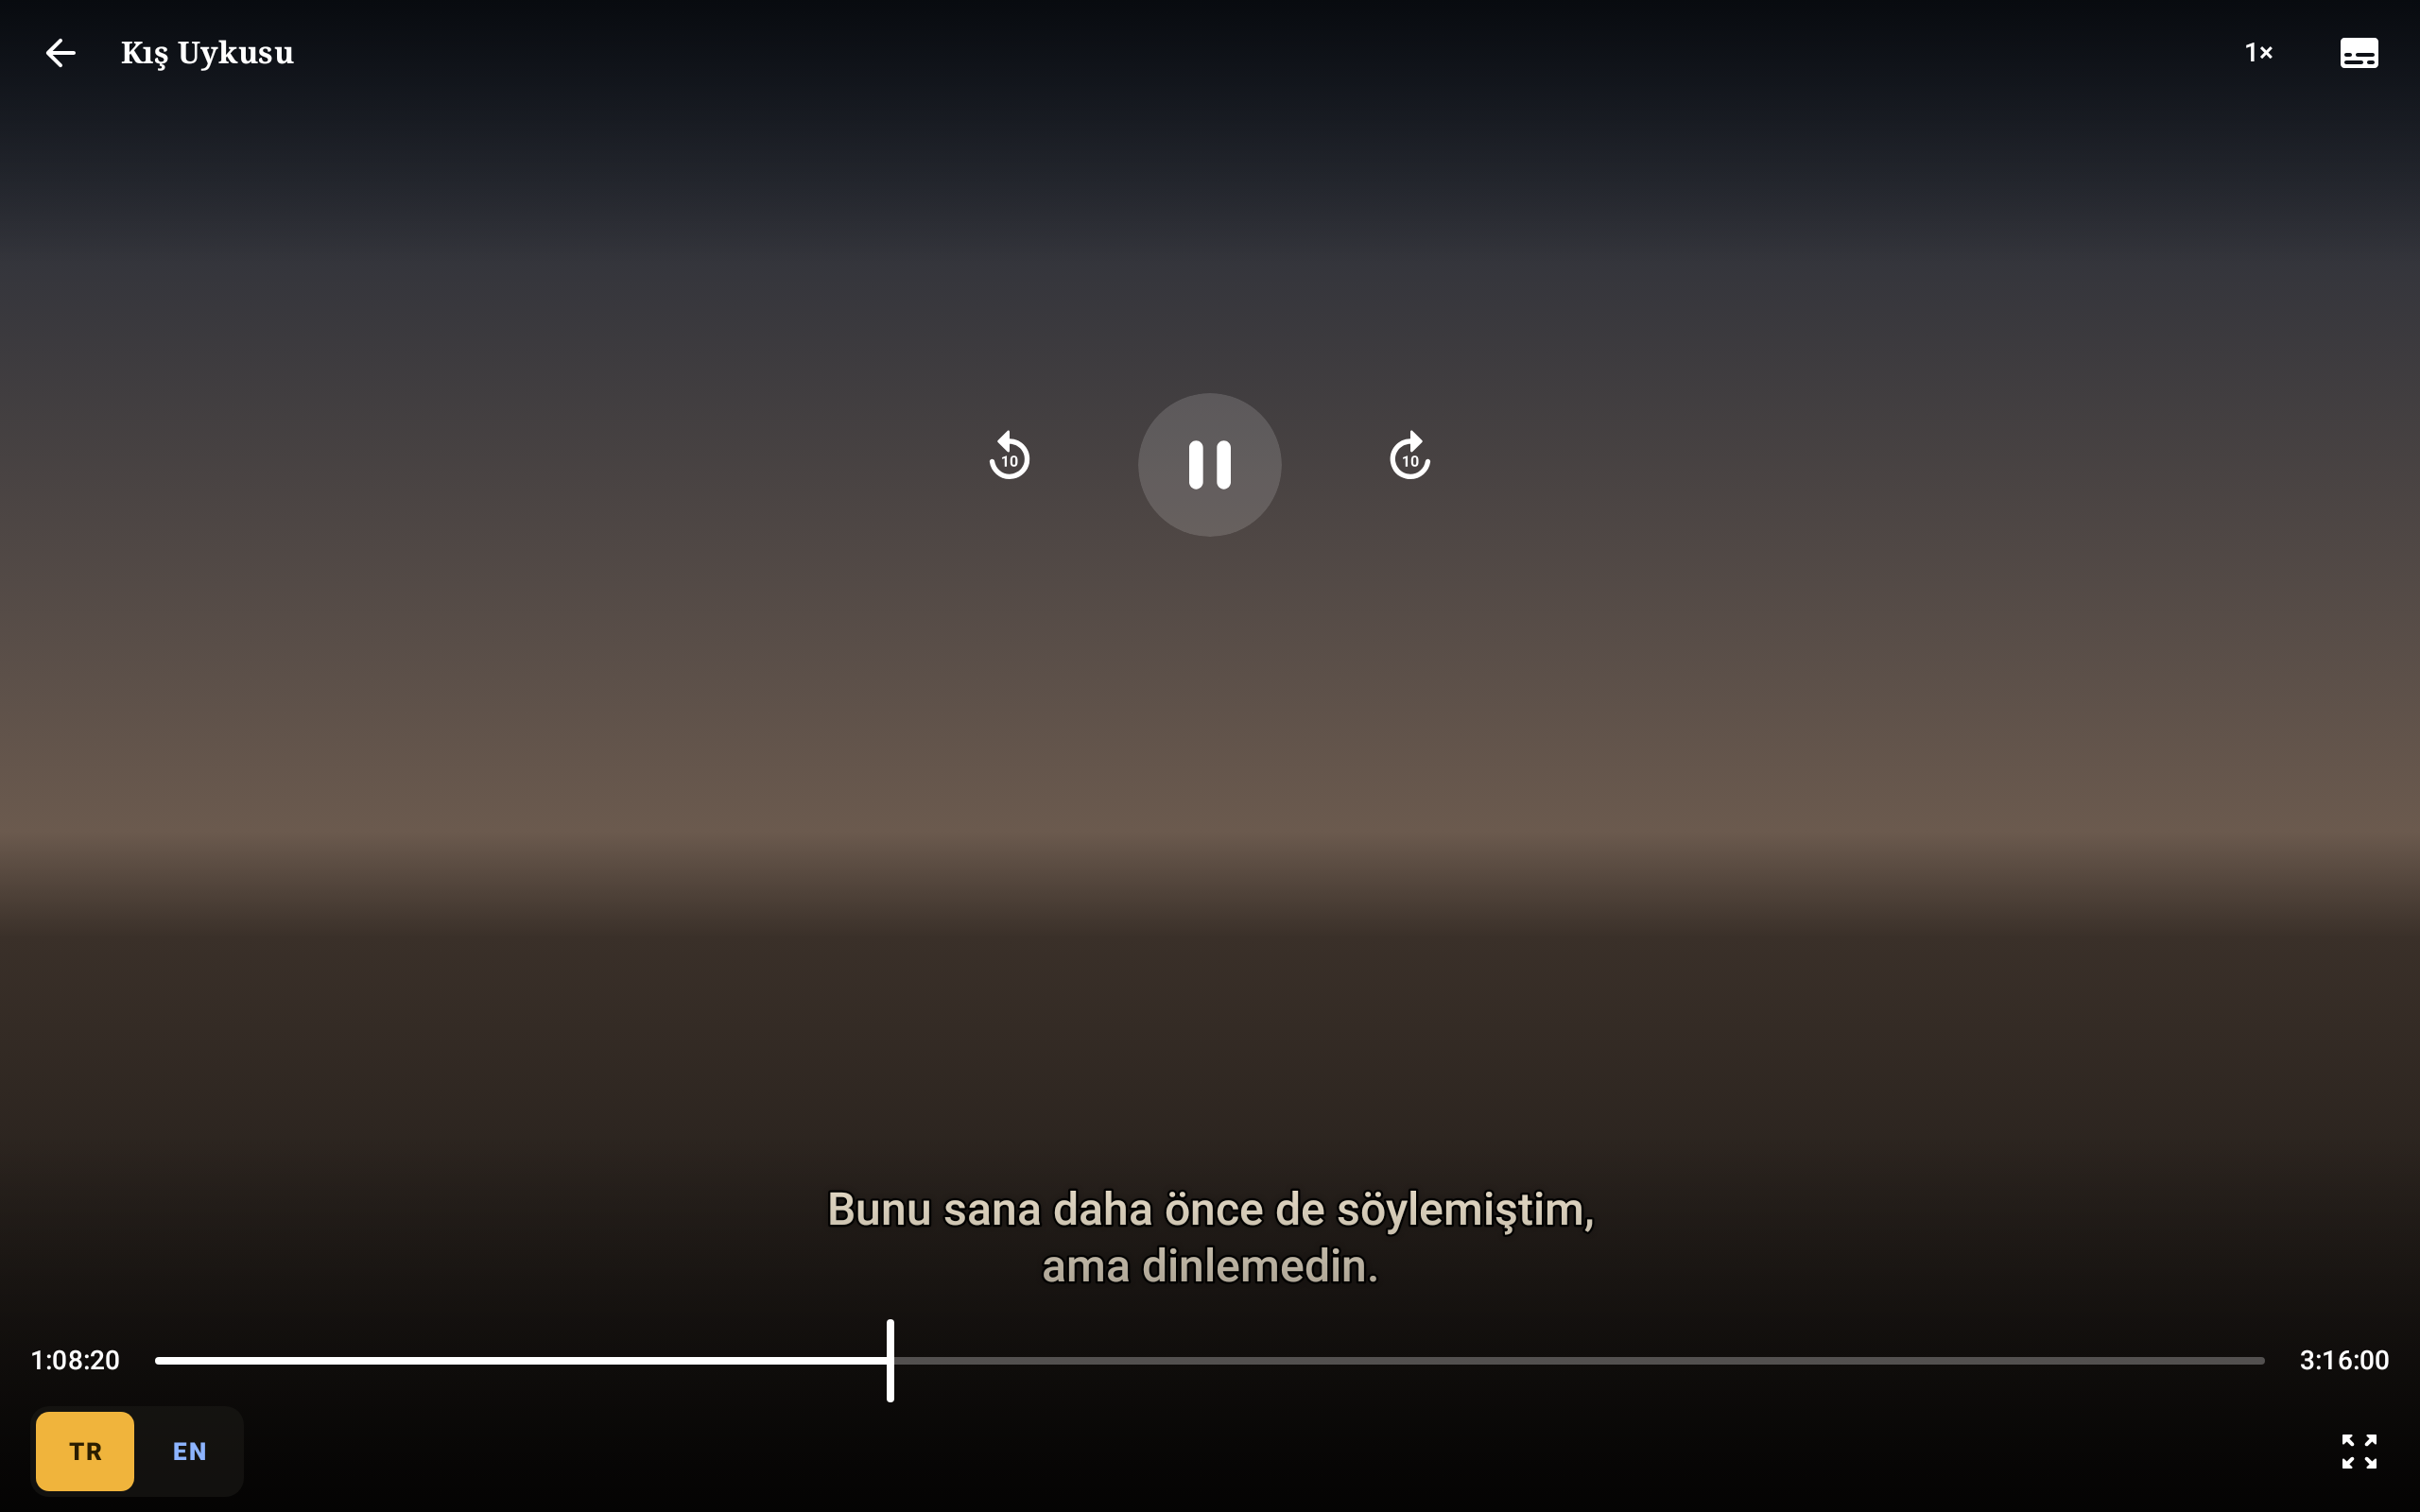 Kış Uykusu
1×
10
10
Bunu sana daha önce de söylemiştim,
ama dinlemedin.
1:08:20
3:16:00
TR
EN